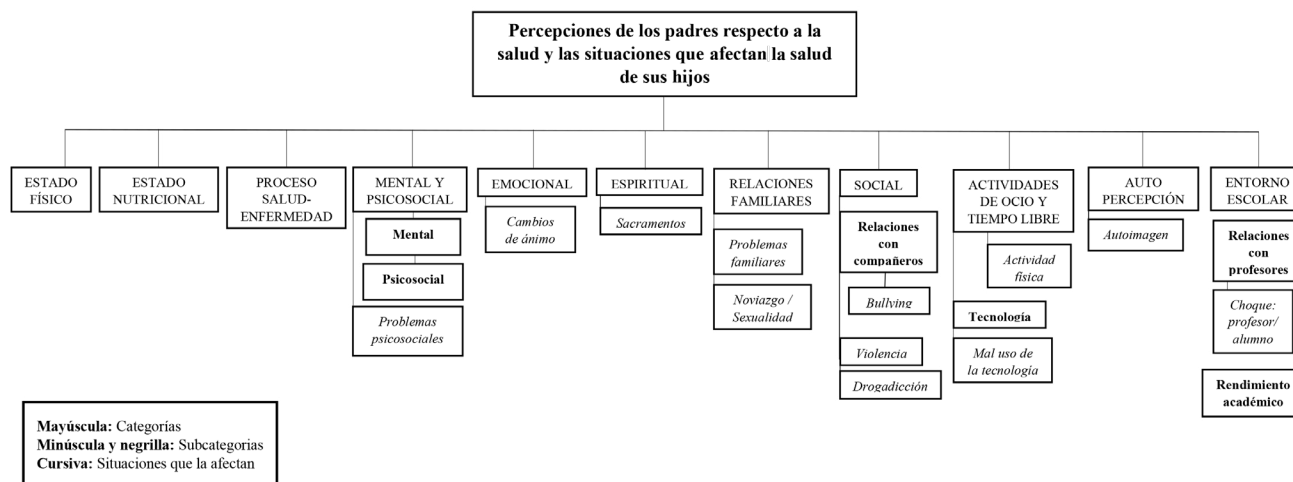 Percepciones de los padres respecto a la
salud y las situaciones que afectan la salud
de sus hijos
ESTADO
FÍSICO
ESTADO
NUTRICIONAL
PROCESO
SALUD-
ENFERMEDAD
MENTAL Y
PSICOSOCIAL
Mental
Psicosocial
Problemas
psicosociales
EMOCIONAL
Cambios
de ánimo
ESPIRITUAL
Sacramentos
RELACIONES
FAMILIARES
Problemas
familiares
Noviazgo /
Sexualidad
SOCIAL
Relaciones
con
compañeros
Bullying
Violencia
Drogadicción
ACTIVIDADES
DE OCIO Y
TIEMPO LIBRE
Actividad
física
Tecnología
Mal uso de
la tecnología
AUTO
PERCEPCIÓN
Autoimagen
ENTORNO
ESCOLAR
Relaciones
con
profesores
Choque:
profesor/
alumno
Rendimiento
académico
Mayúscula: Categorías
Minúscula y negrilla: Subcategorias
Cursiva: Situaciones que la afectan